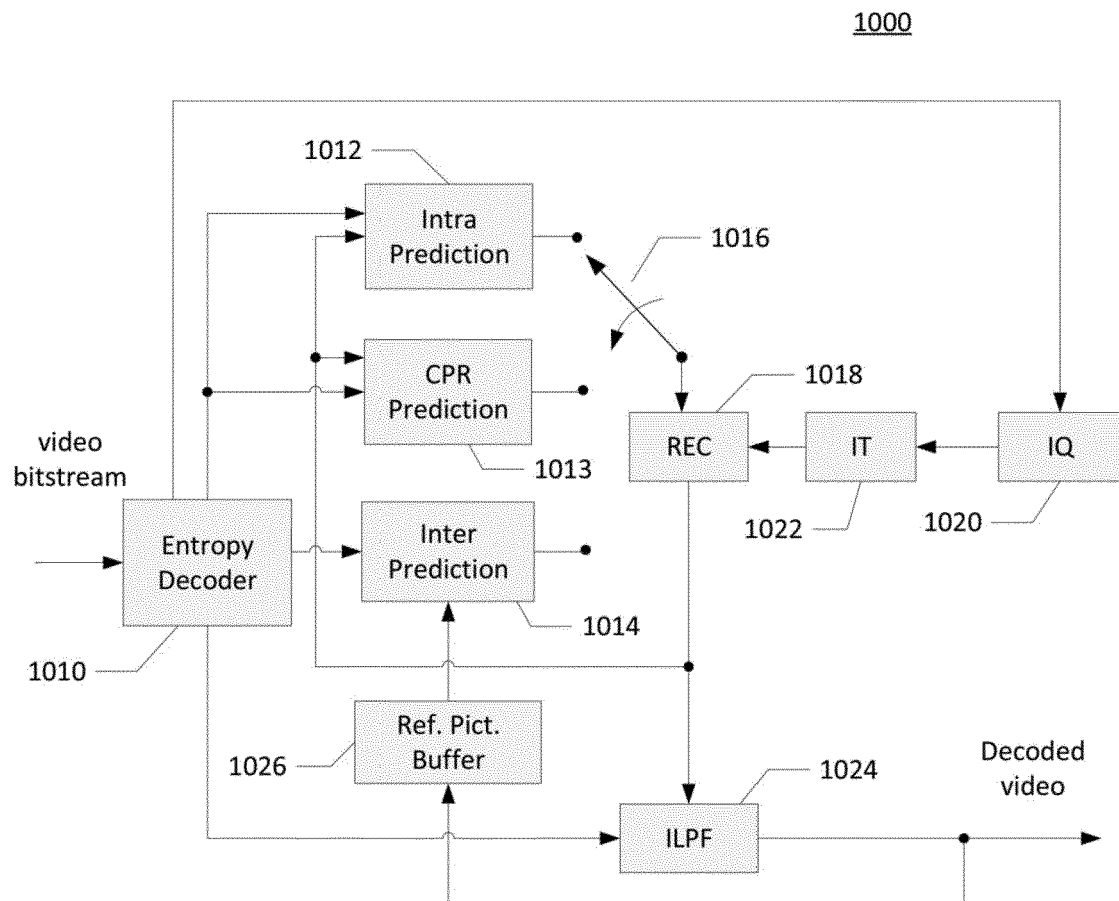 1000
1012
Intra
Prediction
1016
CPR
Prediction
1013
1018
REC
IT
IQ
1022
1020
video
bitstream
Entropy
Decoder
1010
Inter
Prediction
1014
Ref. Pict.
Buffer
1026
1024
ILPF
Decoded
video